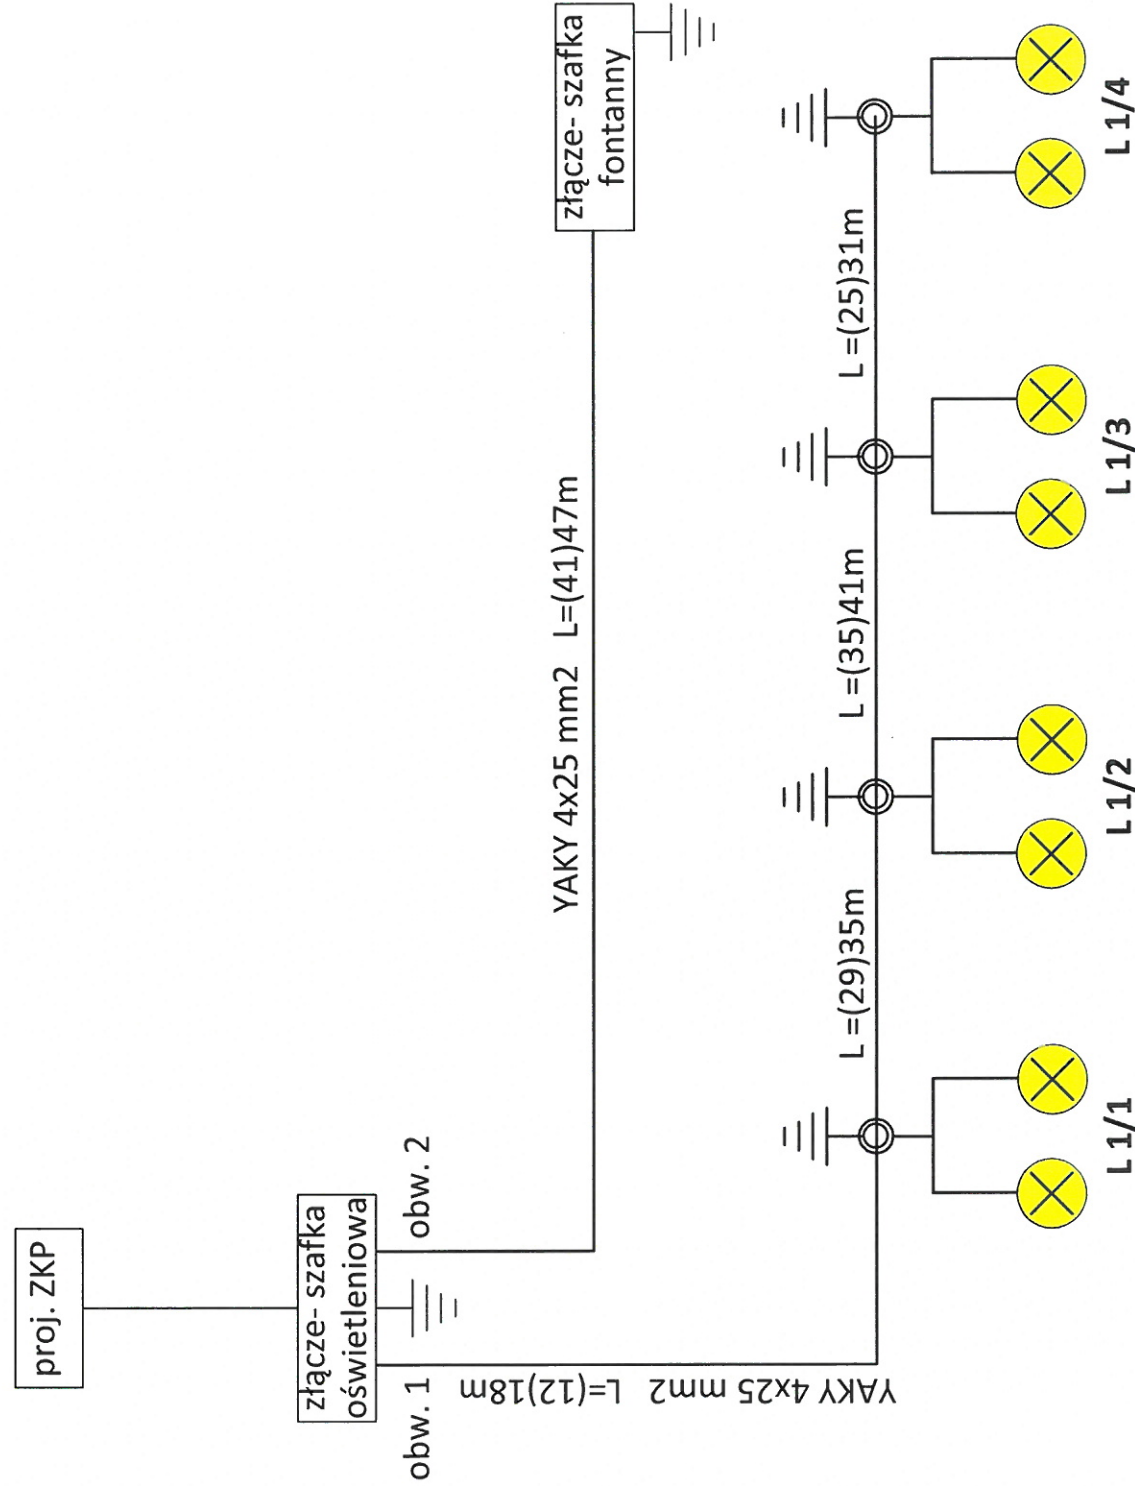 proj. ZKP
złącze- szafka
oświetleniowa
obw. 1
obw. 2
YAKY 4x25 mm2 L=(12)18m
YAKY 4x25 mm2 L=(41)47m
złącze- szafka
fontanny
L =(29)35m
L =(35)41m
L =(25)31m
L 1/1
L 1/2
L 1/3
L 1/4